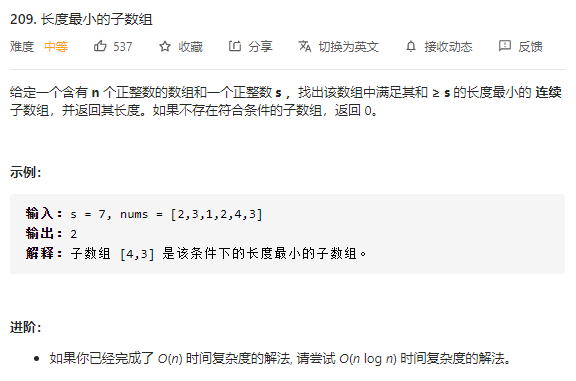 209. 长度最小的子数组
难度 中等 537 收藏 分享 切换为英文 接收动态 反馈
给定一个含有 n 个正整数的数组和一个正整数 s ，找出该数组中满足其和 ≥ s 的长度最小的 连续
子数组，并返回其长度。如果不存在符合条件的子数组，返回 0。
示例：
输入：s = 7, nums = [2,3,1,2,4,3]
输出：2
解释：子数组 [4,3] 是该条件下的长度最小的子数组。
进阶：
• 如果你已经完成了 O(n) 时间复杂度的解法, 请尝试 O(n log n) 时间复杂度的解法。